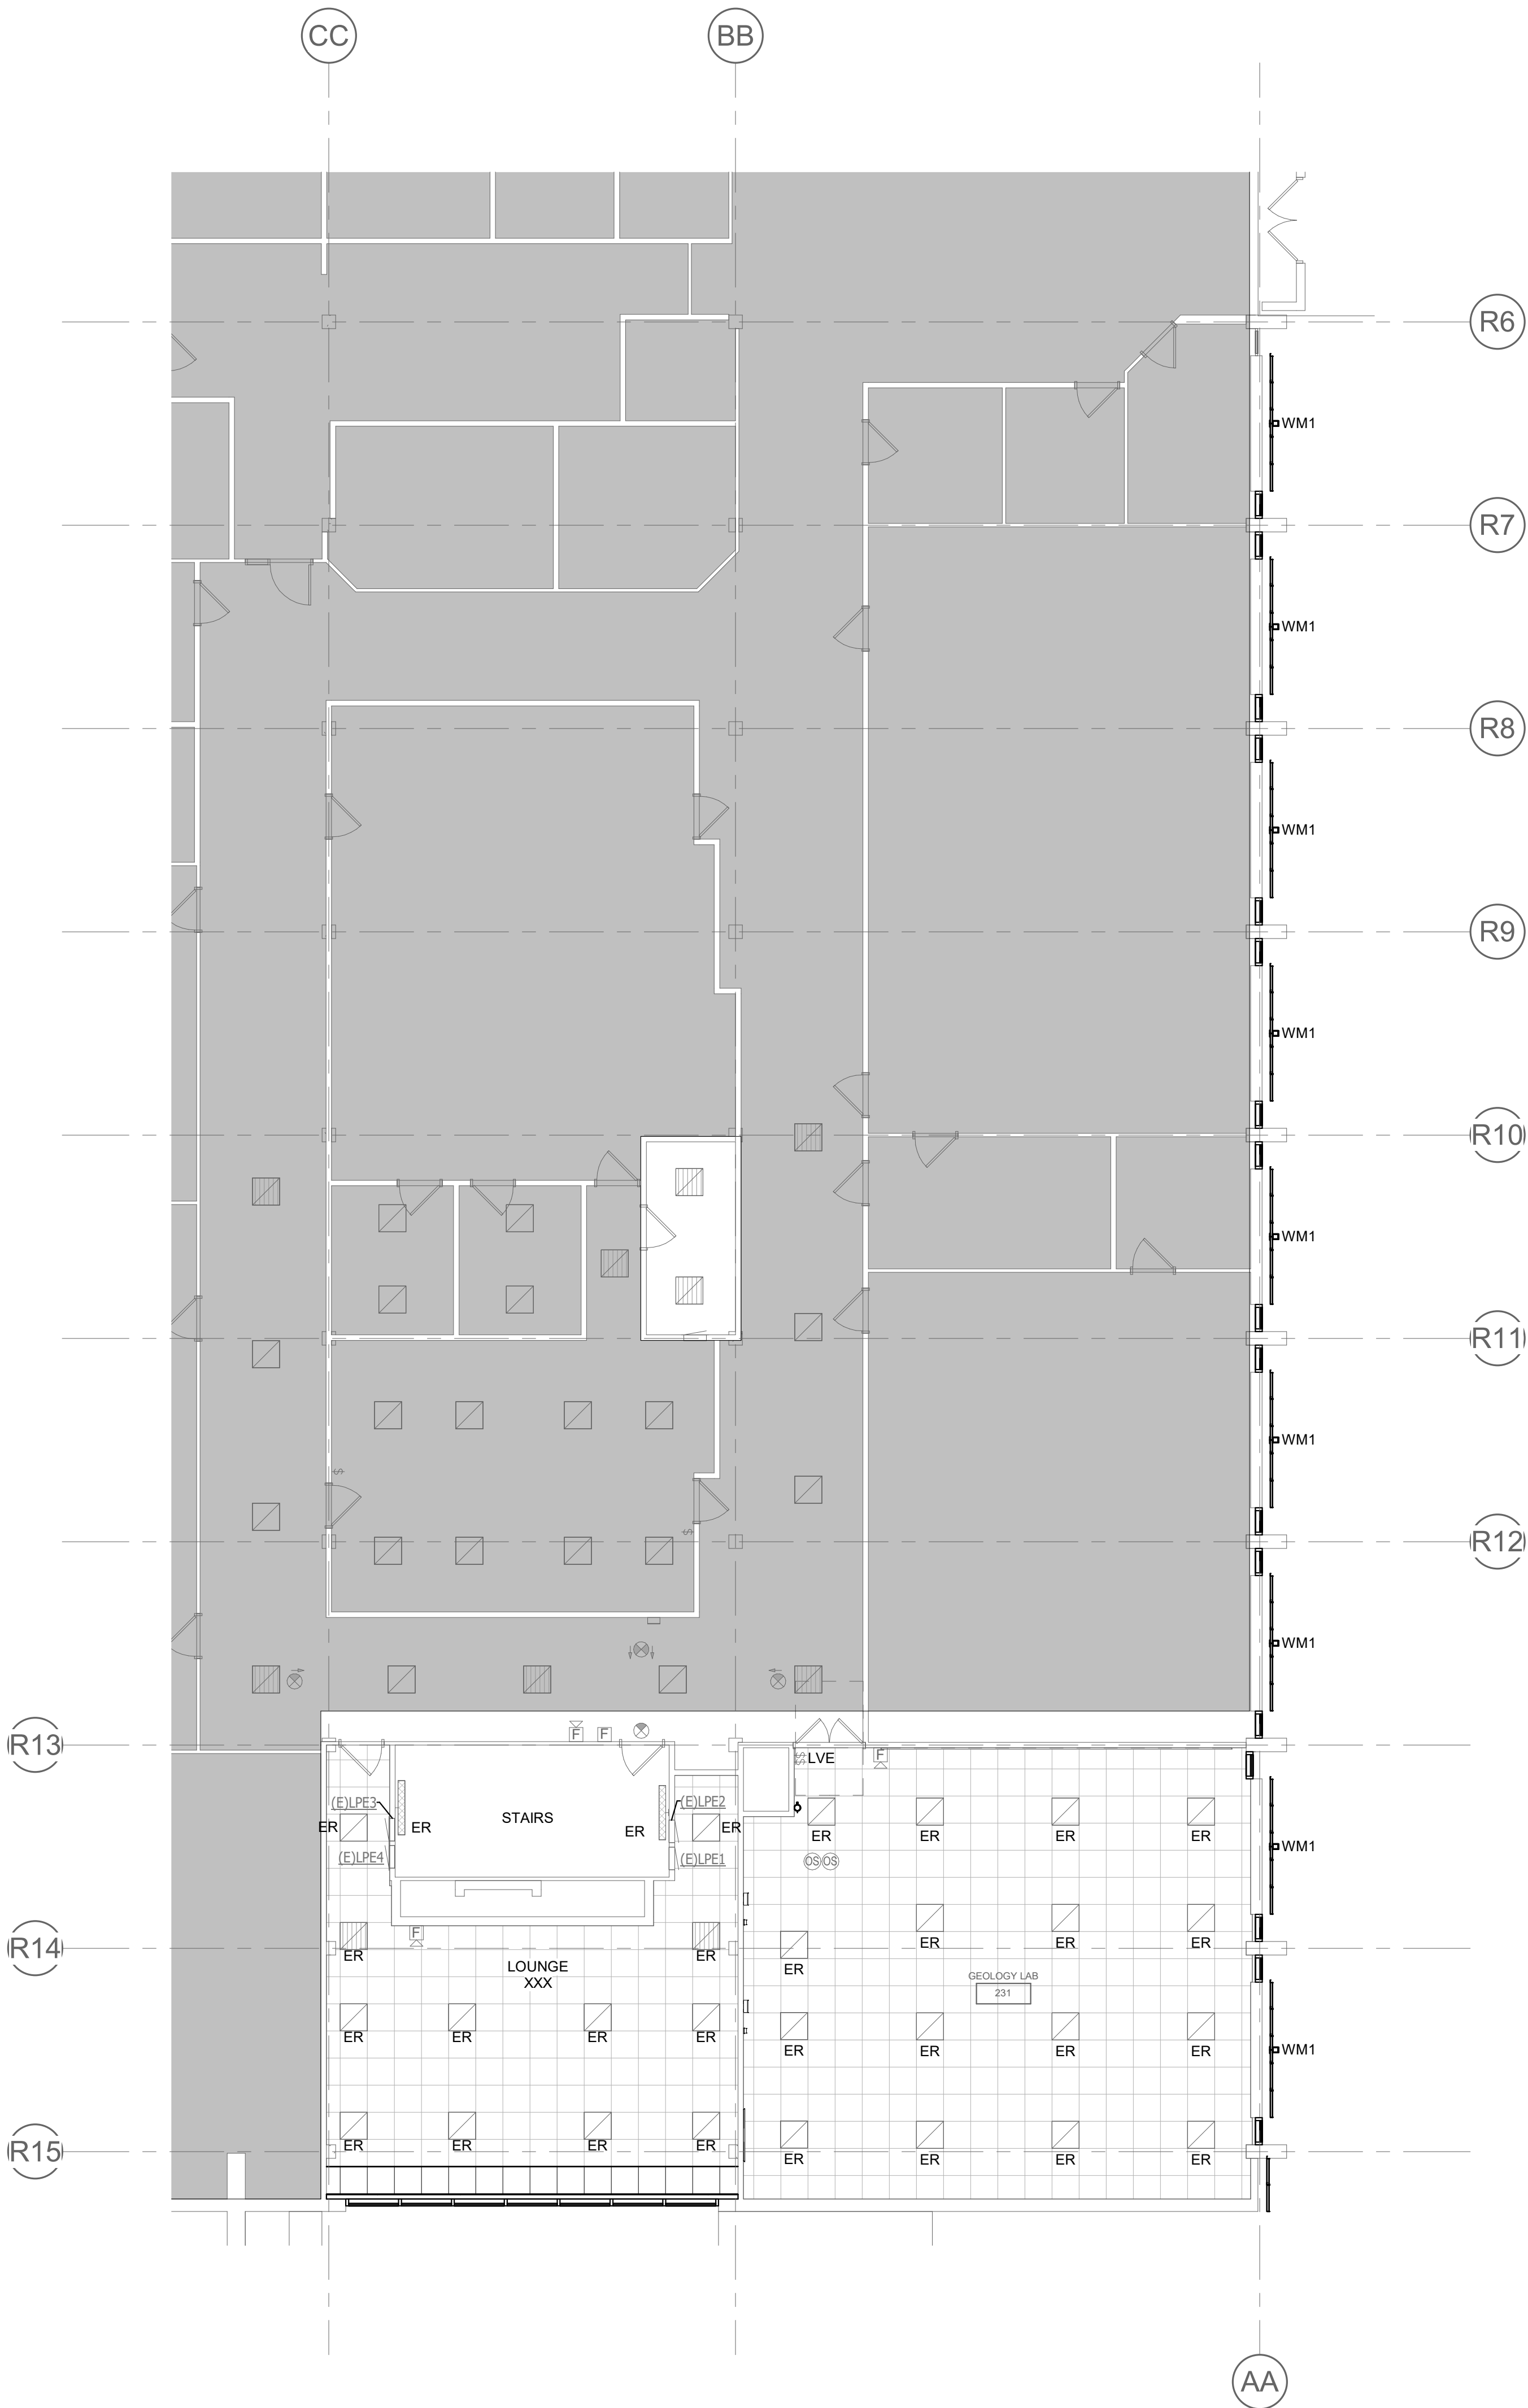 CC
BB
R6
WM1
R7
WM1
R8
WM1
R9
WM1
R10
WM1
R11
WM1
$
R12
$
WM1
R13
F
F
$$
LVE
F
(E)LPE3
(E)LPE2
ER
ER
STAIRS
ER
ER
ER
ER
ER
ER
WM1
(E)LPE4
(E)LPE1
OS
OS
F
R14
ER
ER
ER
ER
ER
ER
LOUNGE
XXX
GEOLOGY LAB
231
ER
ER
ER
ER
ER
ER
ER
ER
WM1
R15
ER
ER
ER
ER
ER
ER
ER
ER
AA